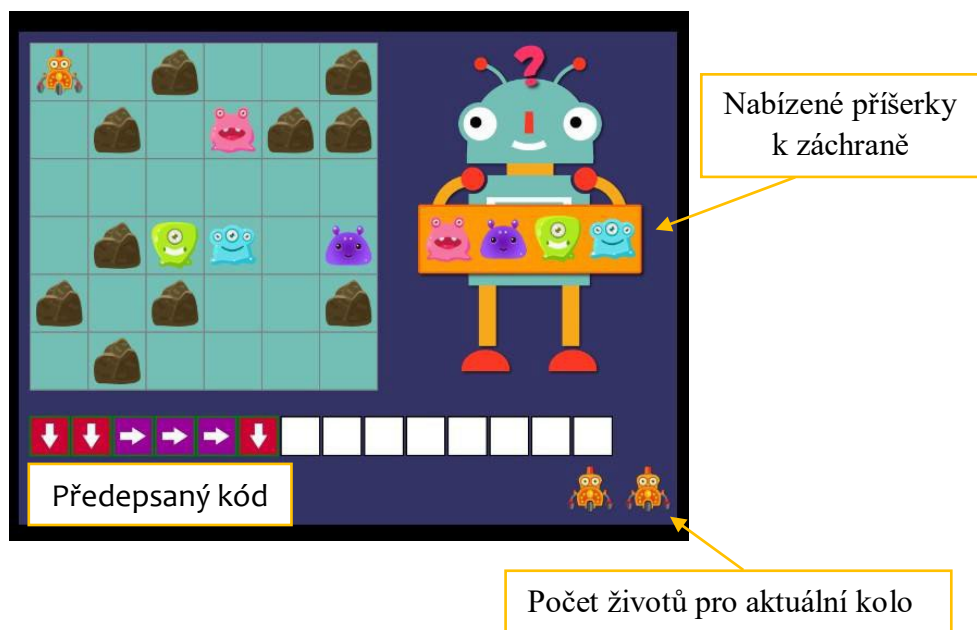 ?
Nabízené příšerky
k záchraně
Předepsaný kód
Počet životů pro aktuální kolo